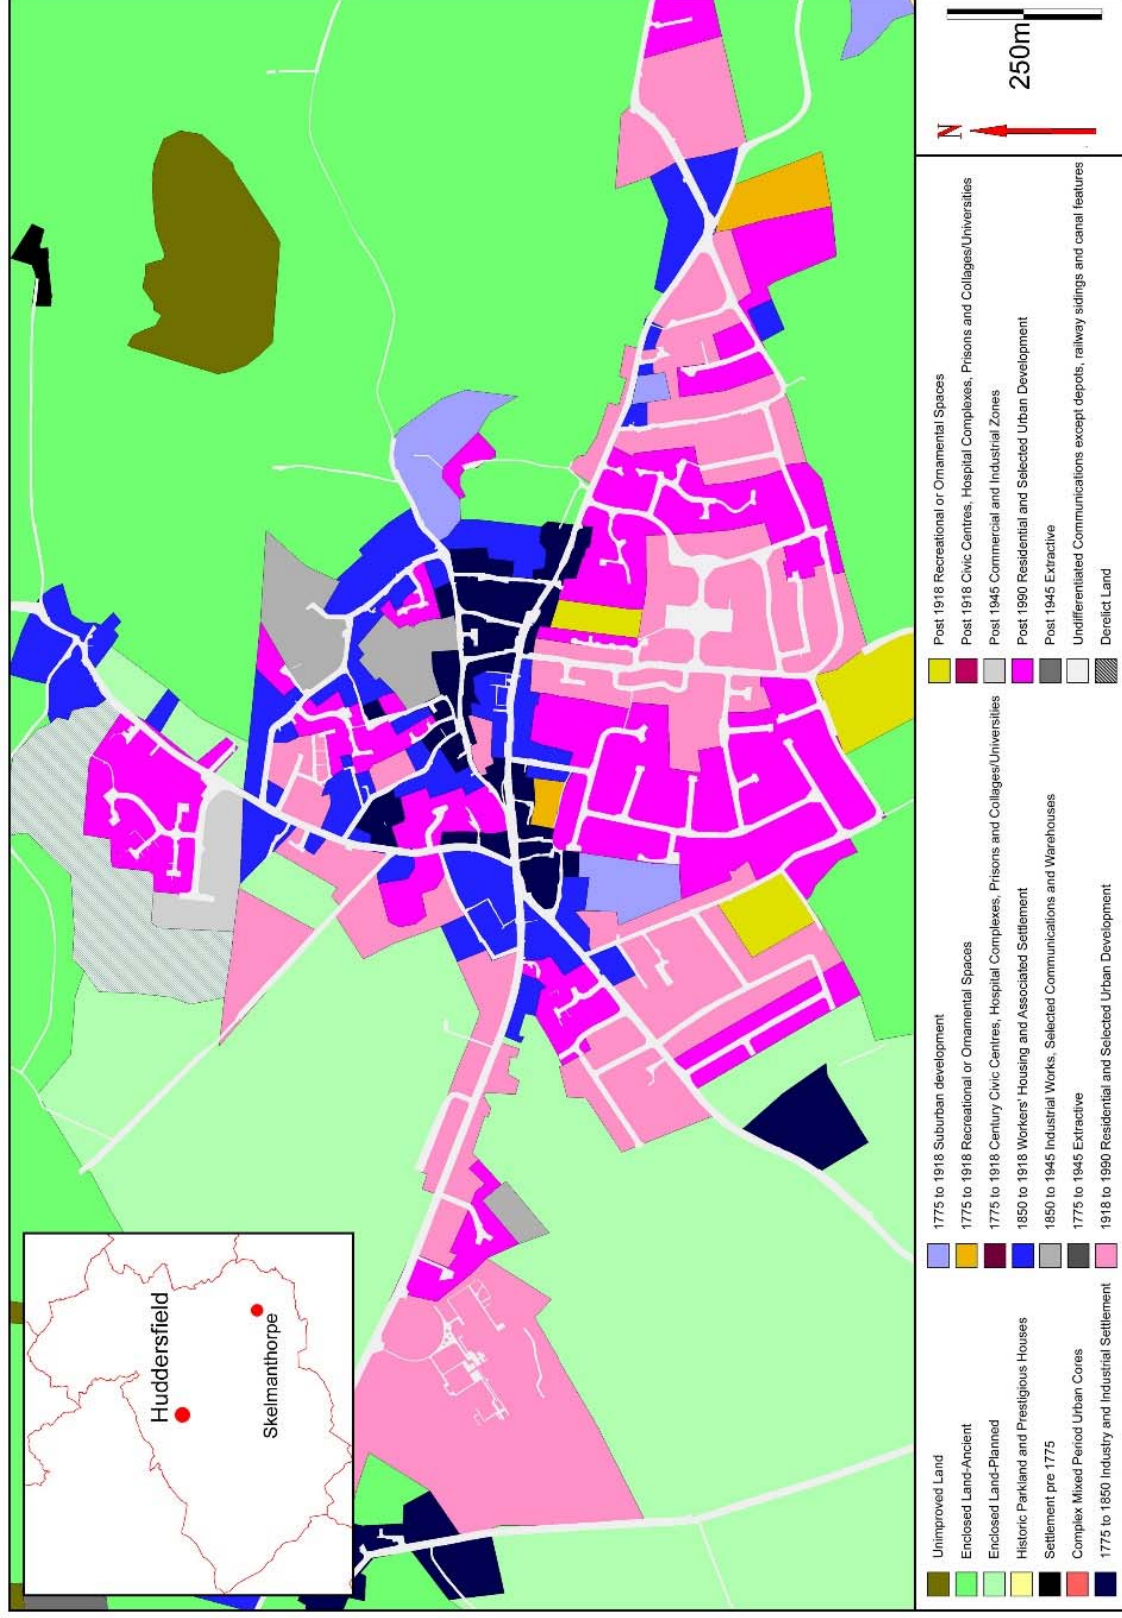 Huddersfield
Skelmanthorpe
Unimproved Land
Enclosed Land-Ancient
Enclosed Land-Planned
Historic Parkland and Prestigious Houses
Settlement pre 1775
Complex Mixed Period Urban Cores
1775 to 1850 Industry and Industrial Settlement
1775 to 1918 Suburban development
1775 to 1918 Recreational or Ornamental Spaces
1775 to 1918 Century Civic Centres, Hospital Complexes, Prisons and Collages/Universities
1850 to 1918 Workers' Housing and Associated Settlement
1850 to 1945 Industrial Works, Selected Communications and Warehouses
1775 to 1945 Extractive
1918 to 1990 Residential and Selected Urban Development
Post 1918 Recreational or Ornamental Spaces
Post 1918 Civic Centres, Hospital Complexes, Prisons and Collages/Universities
Post 1945 Commercial and Industrial Zones
Post 1990 Residential and Selected Urban Development
Post 1945 Extractive
Undifferentiated Communications except depots, railway sidings and canal features
Derelict Land
N
250m